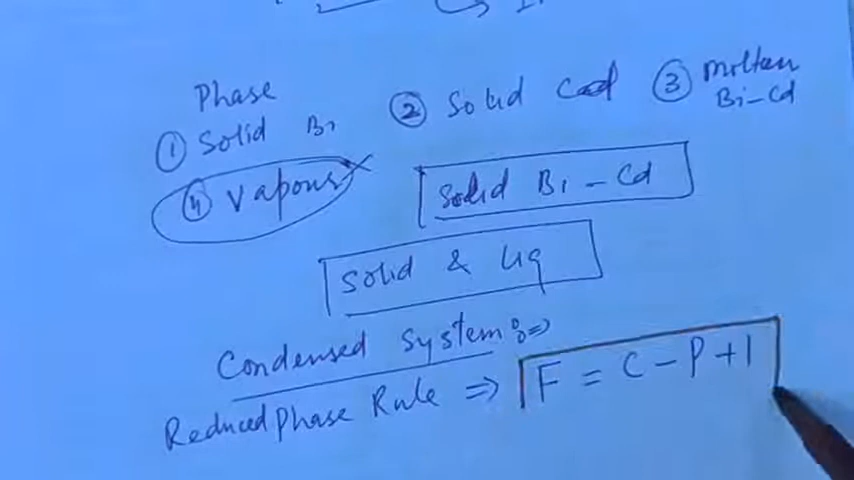 Phase
① Solid Bi ② Solid Cd ③ Molten Bi-Cd
④ Vapours
Solid Bi - Cd
Solid & Liq
Condensed System :⇒
Reduced Phase Rule ⇒ F = C - P + 1